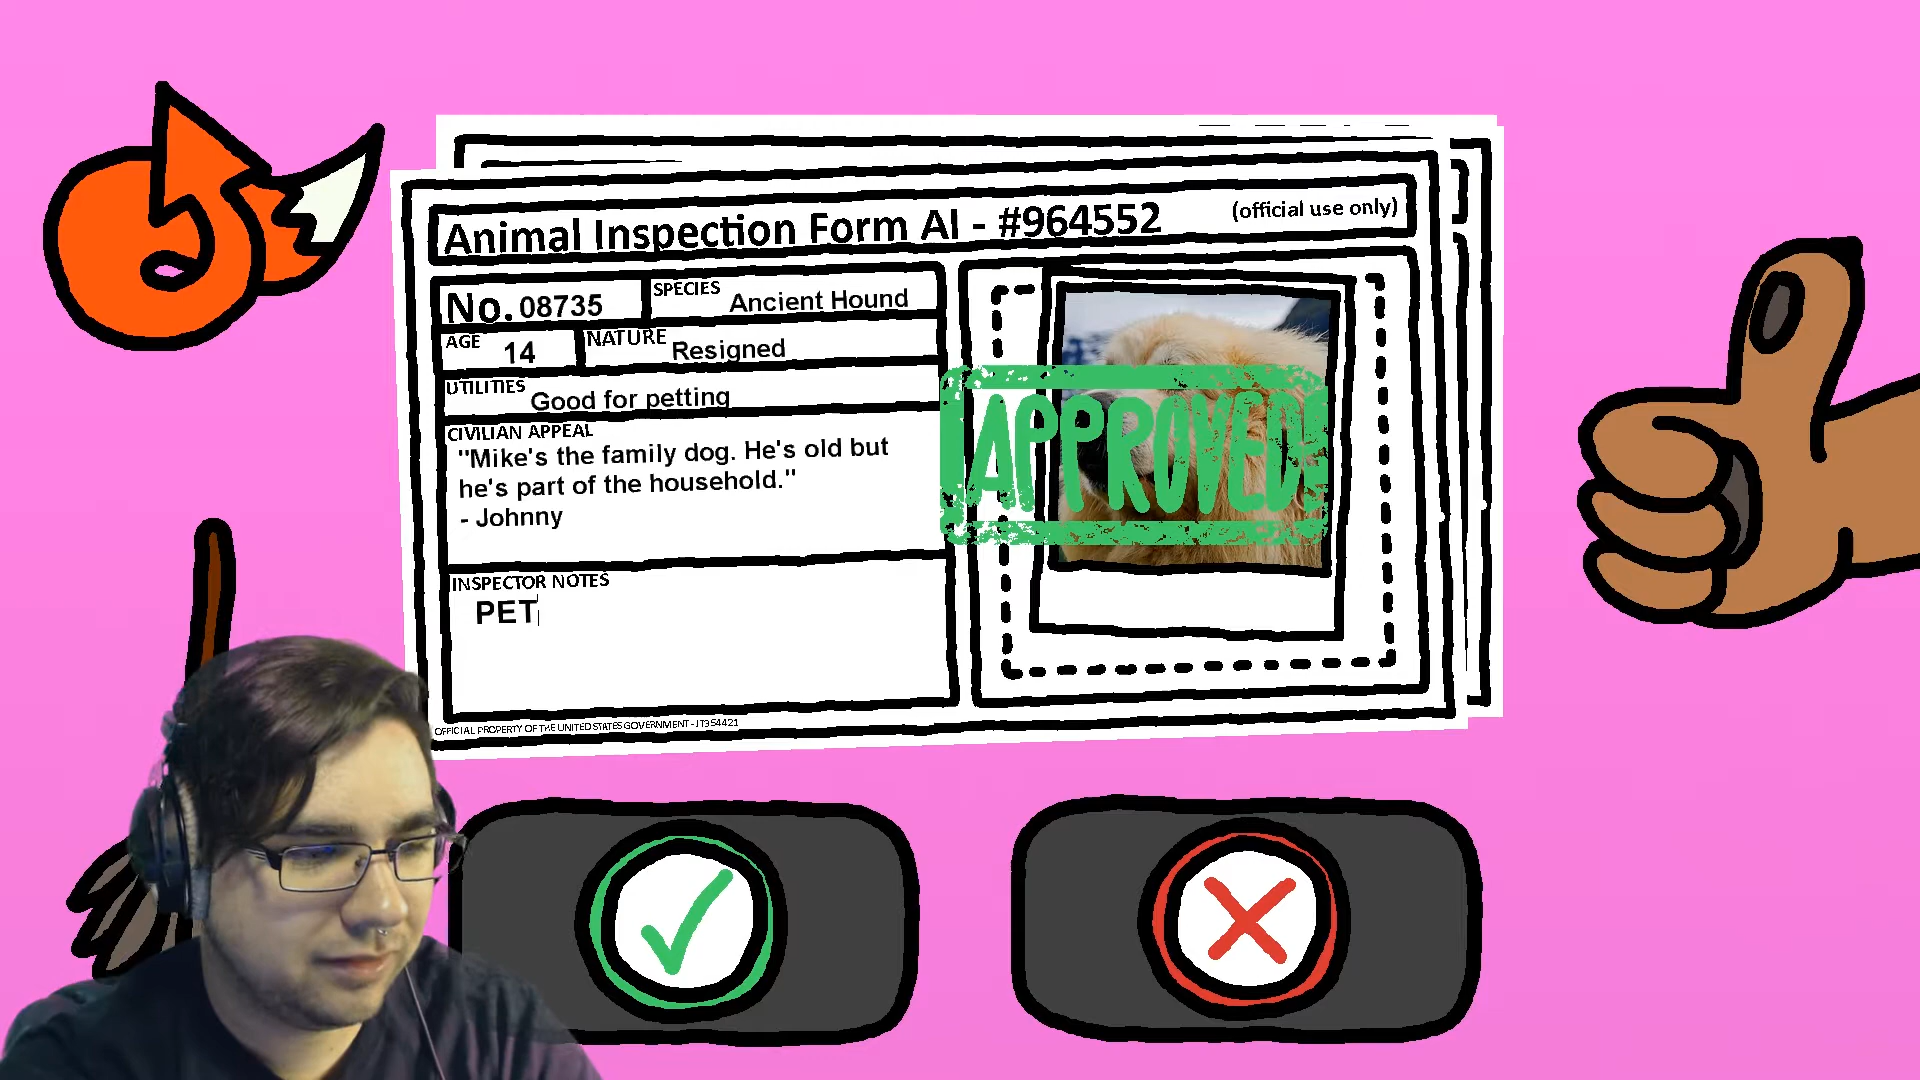 Animal Inspection Form AI - #964552
(official use only)
No. 08735
SPECIES Ancient Hound
AGE 14
NATURE Resigned
UTILITIES Good for petting
CIVILIAN APPEAL
"Mike's the family dog. He's old but
he's part of the household."
- Johnny
APPROVED!
INSPECTOR NOTES
PET
OFFICIAL PROPERTY OF THE UNITED STATES GOVERNMENT - JT354421